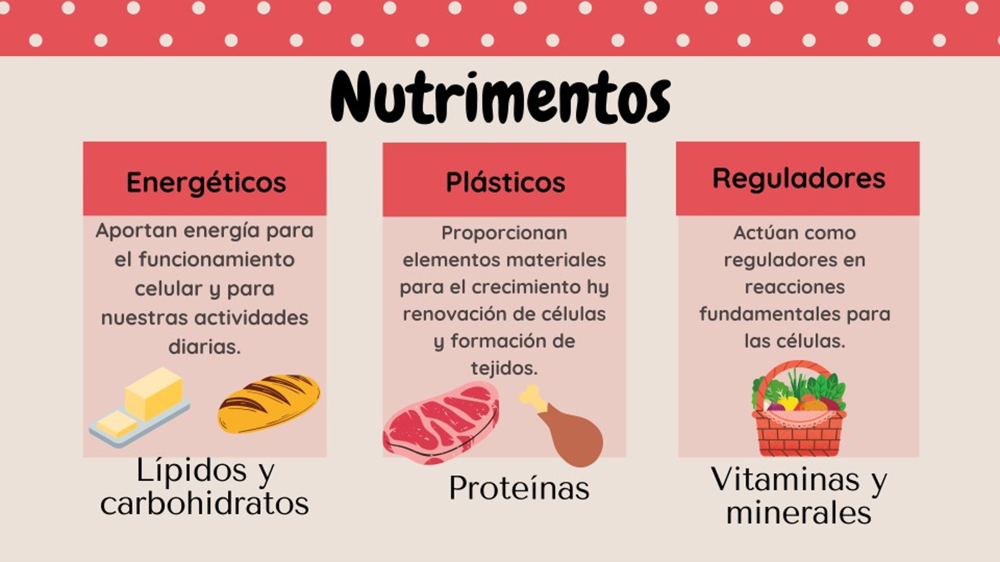 Nutrimentos
Energéticos
Aportan energía para
el funcionamiento
celular y para
nuestras actividades
diarias.
Lípidos y
carbohidratos
Plásticos
Proporcionan
elementos materiales
para el crecimiento hy
renovación de células
y formación de
tejidos.
Proteínas
Reguladores
Actúan como
reguladores en
reacciones
fundamentales para
las células.
Vitaminas y
minerales